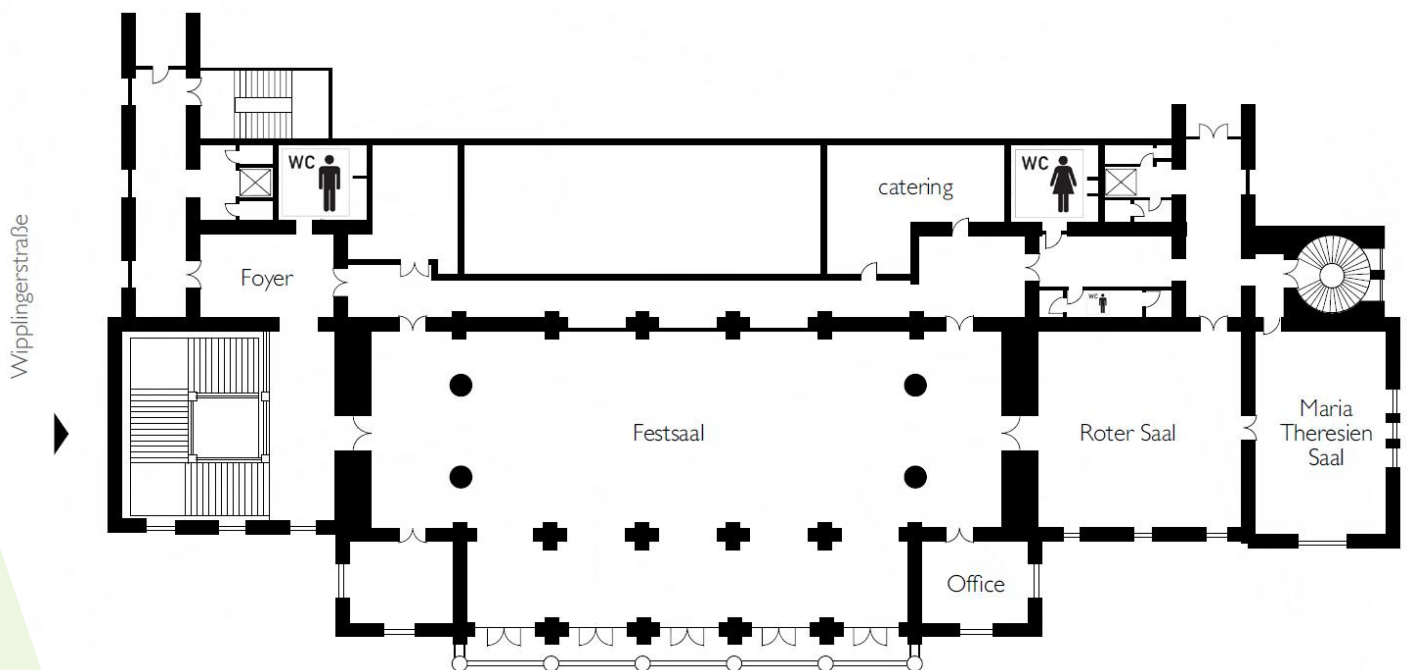 WC
WC
catering
Wipplingerstraße
Foyer
WC
Festsaal
Roter Saal
Maria
Theresien
Saal
Office